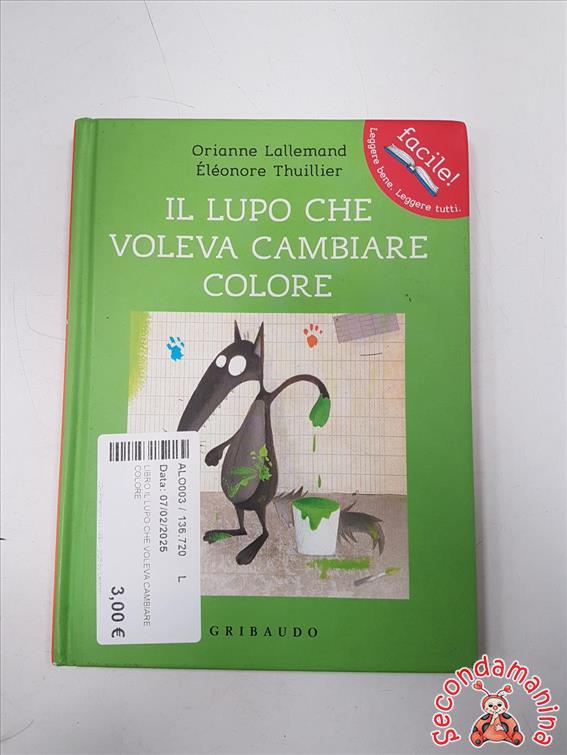 Orianne Lallemand
Éléonore Thuillier
facile!
Leggere bene. Leggere tutti.
IL LUPO CHE
VOLEVA CAMBIARE
COLORE
ALO003 / 136.720 L
Data: 07/02/2025
LIBRO IL LUPO CHE VOLEVA CAMBIARE
COLORE
3,00 €
GRIBAUDO
Secondamanina